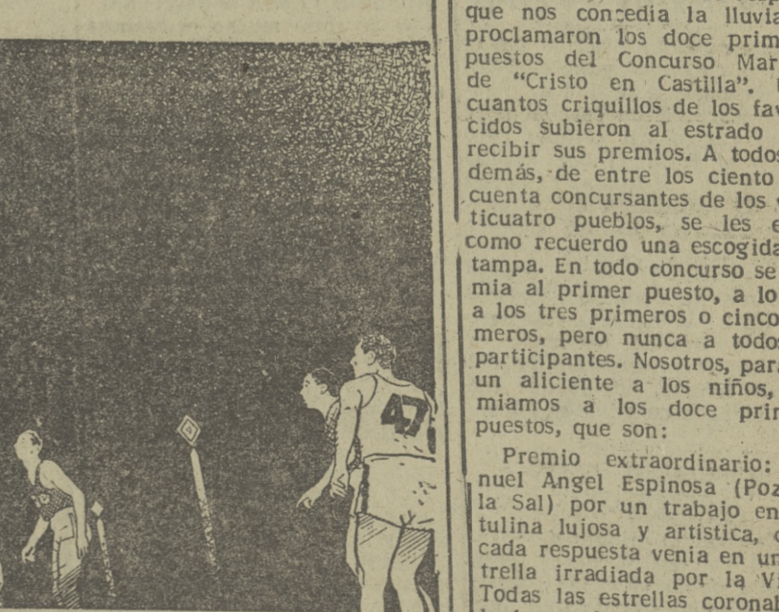 47
que nos concedía la lluvia
proclamaron los doce prim
puestos del Concurso Mar
de “Cristo en Castilla”.
cuantos criquillos de los fav
cidos subieron al estrado
recibir sus premios. A todos
demás, de entre los ciento
cuenta concursantes de los
ticuatro pueblos, se les e
como recuerdo una escogida
tampa. En todo concurso se
mia al primer puesto, a lo
a los tres primeros o cinco
meros, pero nunca a todos
participantes. Nosotros, par
un aliciente a los niños,
miamos a los doce prim
puestos, que son:
Premio extraordinario:
nuel Angel Espinosa (Poz
la Sal) por un trabajo en
tulina lujosa y artística,
cada respuesta venía en un
trella irradiada por la Vi
Todas las estrellas corona